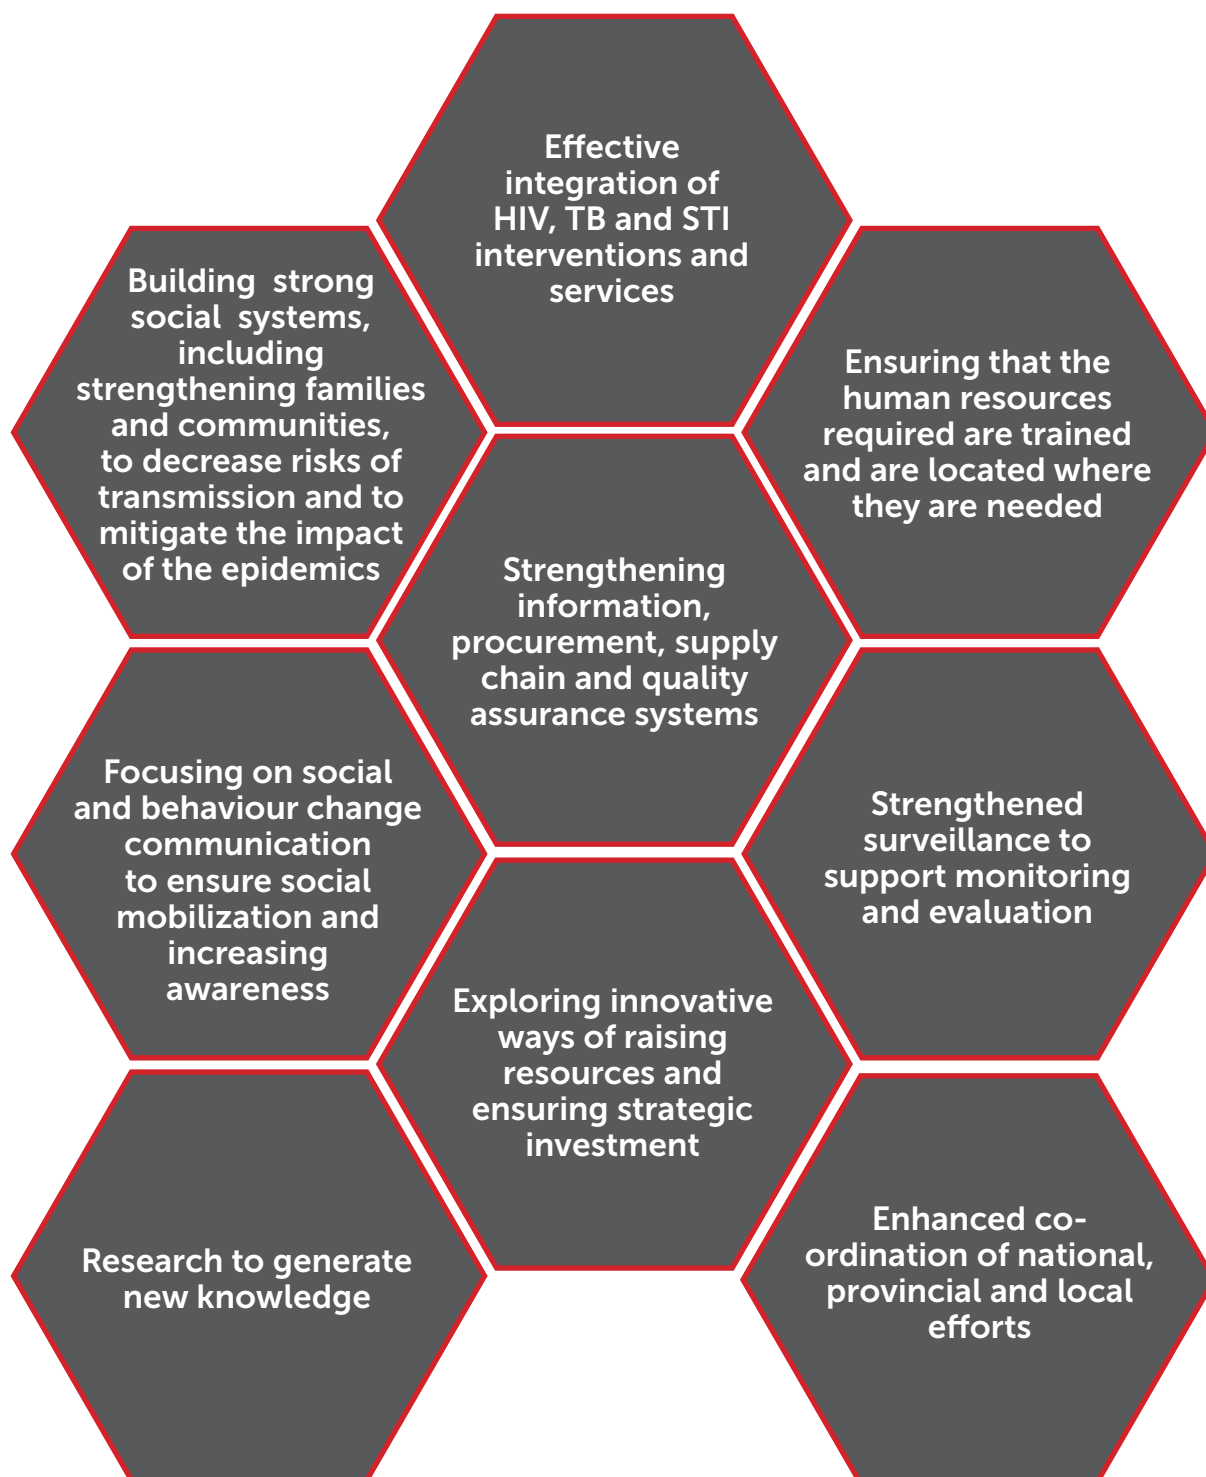 Effective
integration of
HIV, TB and STI
interventions and
services
Building strong
social systems,
including
strengthening families
and communities,
to decrease risks of
transmission and to
mitigate the impact
of the epidemics
Ensuring that the
human resources
required are trained
and are located where
they are needed
Strengthening
information,
procurement, supply
chain and quality
assurance systems
Focusing on social
and behaviour change
communication
to ensure social
mobilization and
increasing
awareness
Strengthened
surveillance to
support monitoring
and evaluation
Exploring innovative
ways of raising
resources and
ensuring strategic
investment
Research to generate
new knowledge
Enhanced co-
ordination of national,
provincial and local
efforts